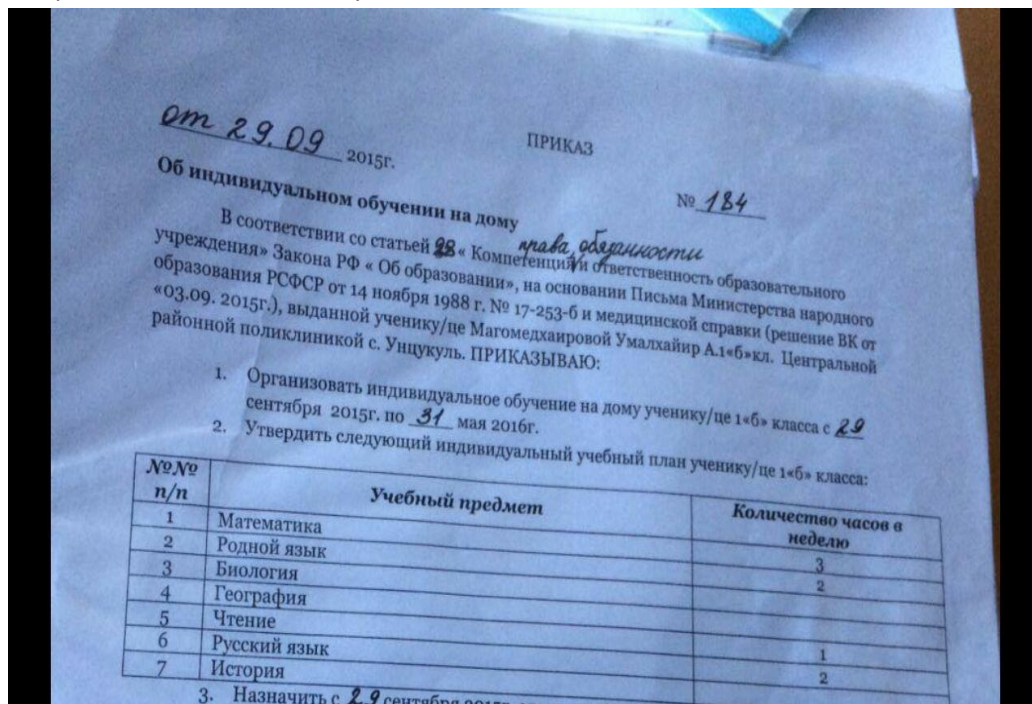 от 29.09 2015г.
ПРИКАЗ
№ 184
Об индивидуальном обучении на дому
В соответствии со статьей 28 « Компетенция, права, обязанности и ответственность образовательного
учреждения» Закона РФ « Об образовании», на основании Письма Министерства народного
образования РСФСР от 14 ноября 1988 г. № 17-253-6 и медицинской справки (решение ВК от
«03.09. 2015г.), выданной ученику/це Магомедхаировой Умалхайир А.1«б»кл. Центральной
районной поликлиникой с. Унцукуль. ПРИКАЗЫВАЮ:
1. Организовать индивидуальное обучение на дому ученику/це 1«б» класса с 29
сентября 2015г. по 31 мая 2016г.
2. Утвердить следующий индивидуальный учебный план ученику/це 1«б» класса:
№№ п/п Учебный предмет Количество часов в неделю
1 Математика 3
2 Родной язык 2
3 Биология
4 География
5 Чтение 1
6 Русский язык 2
7 История
3. Назначить с 29 сентября